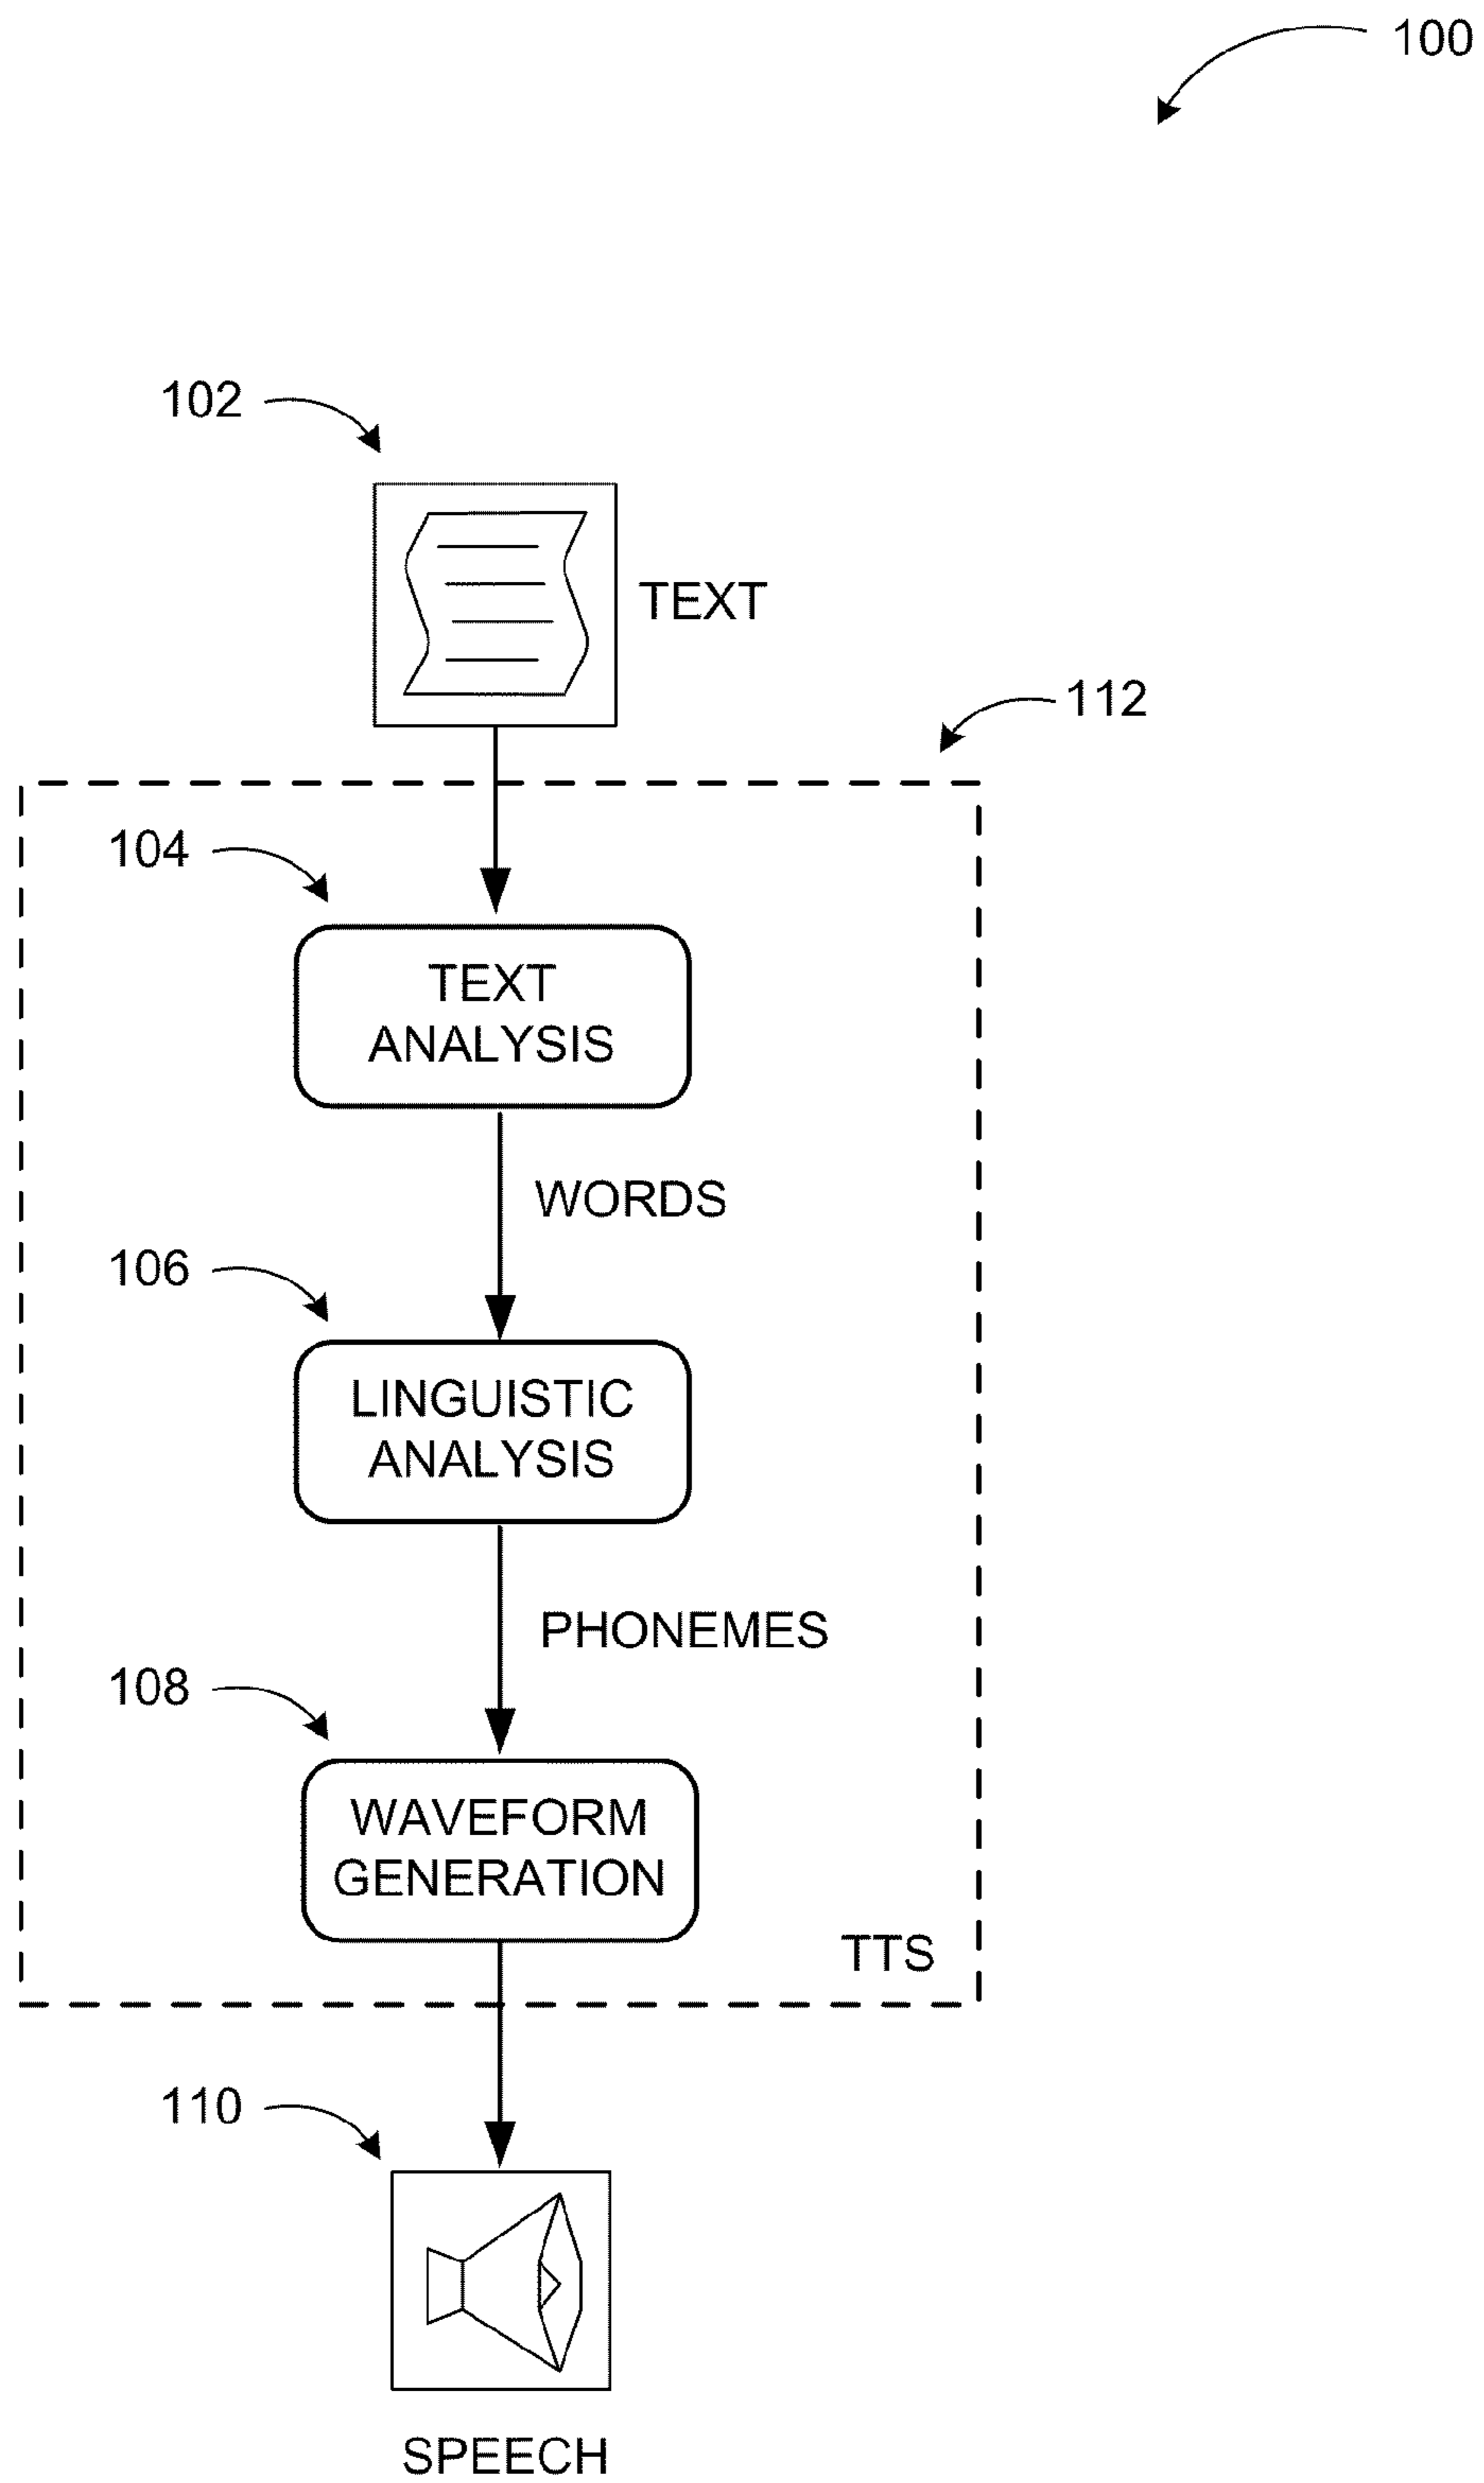 100
102
TEXT
112
104
TEXT
ANALYSIS
WORDS
106
LINGUISTIC
ANALYSIS
PHONEMES
108
WAVEFORM
GENERATION
TTS
110
SPEECH